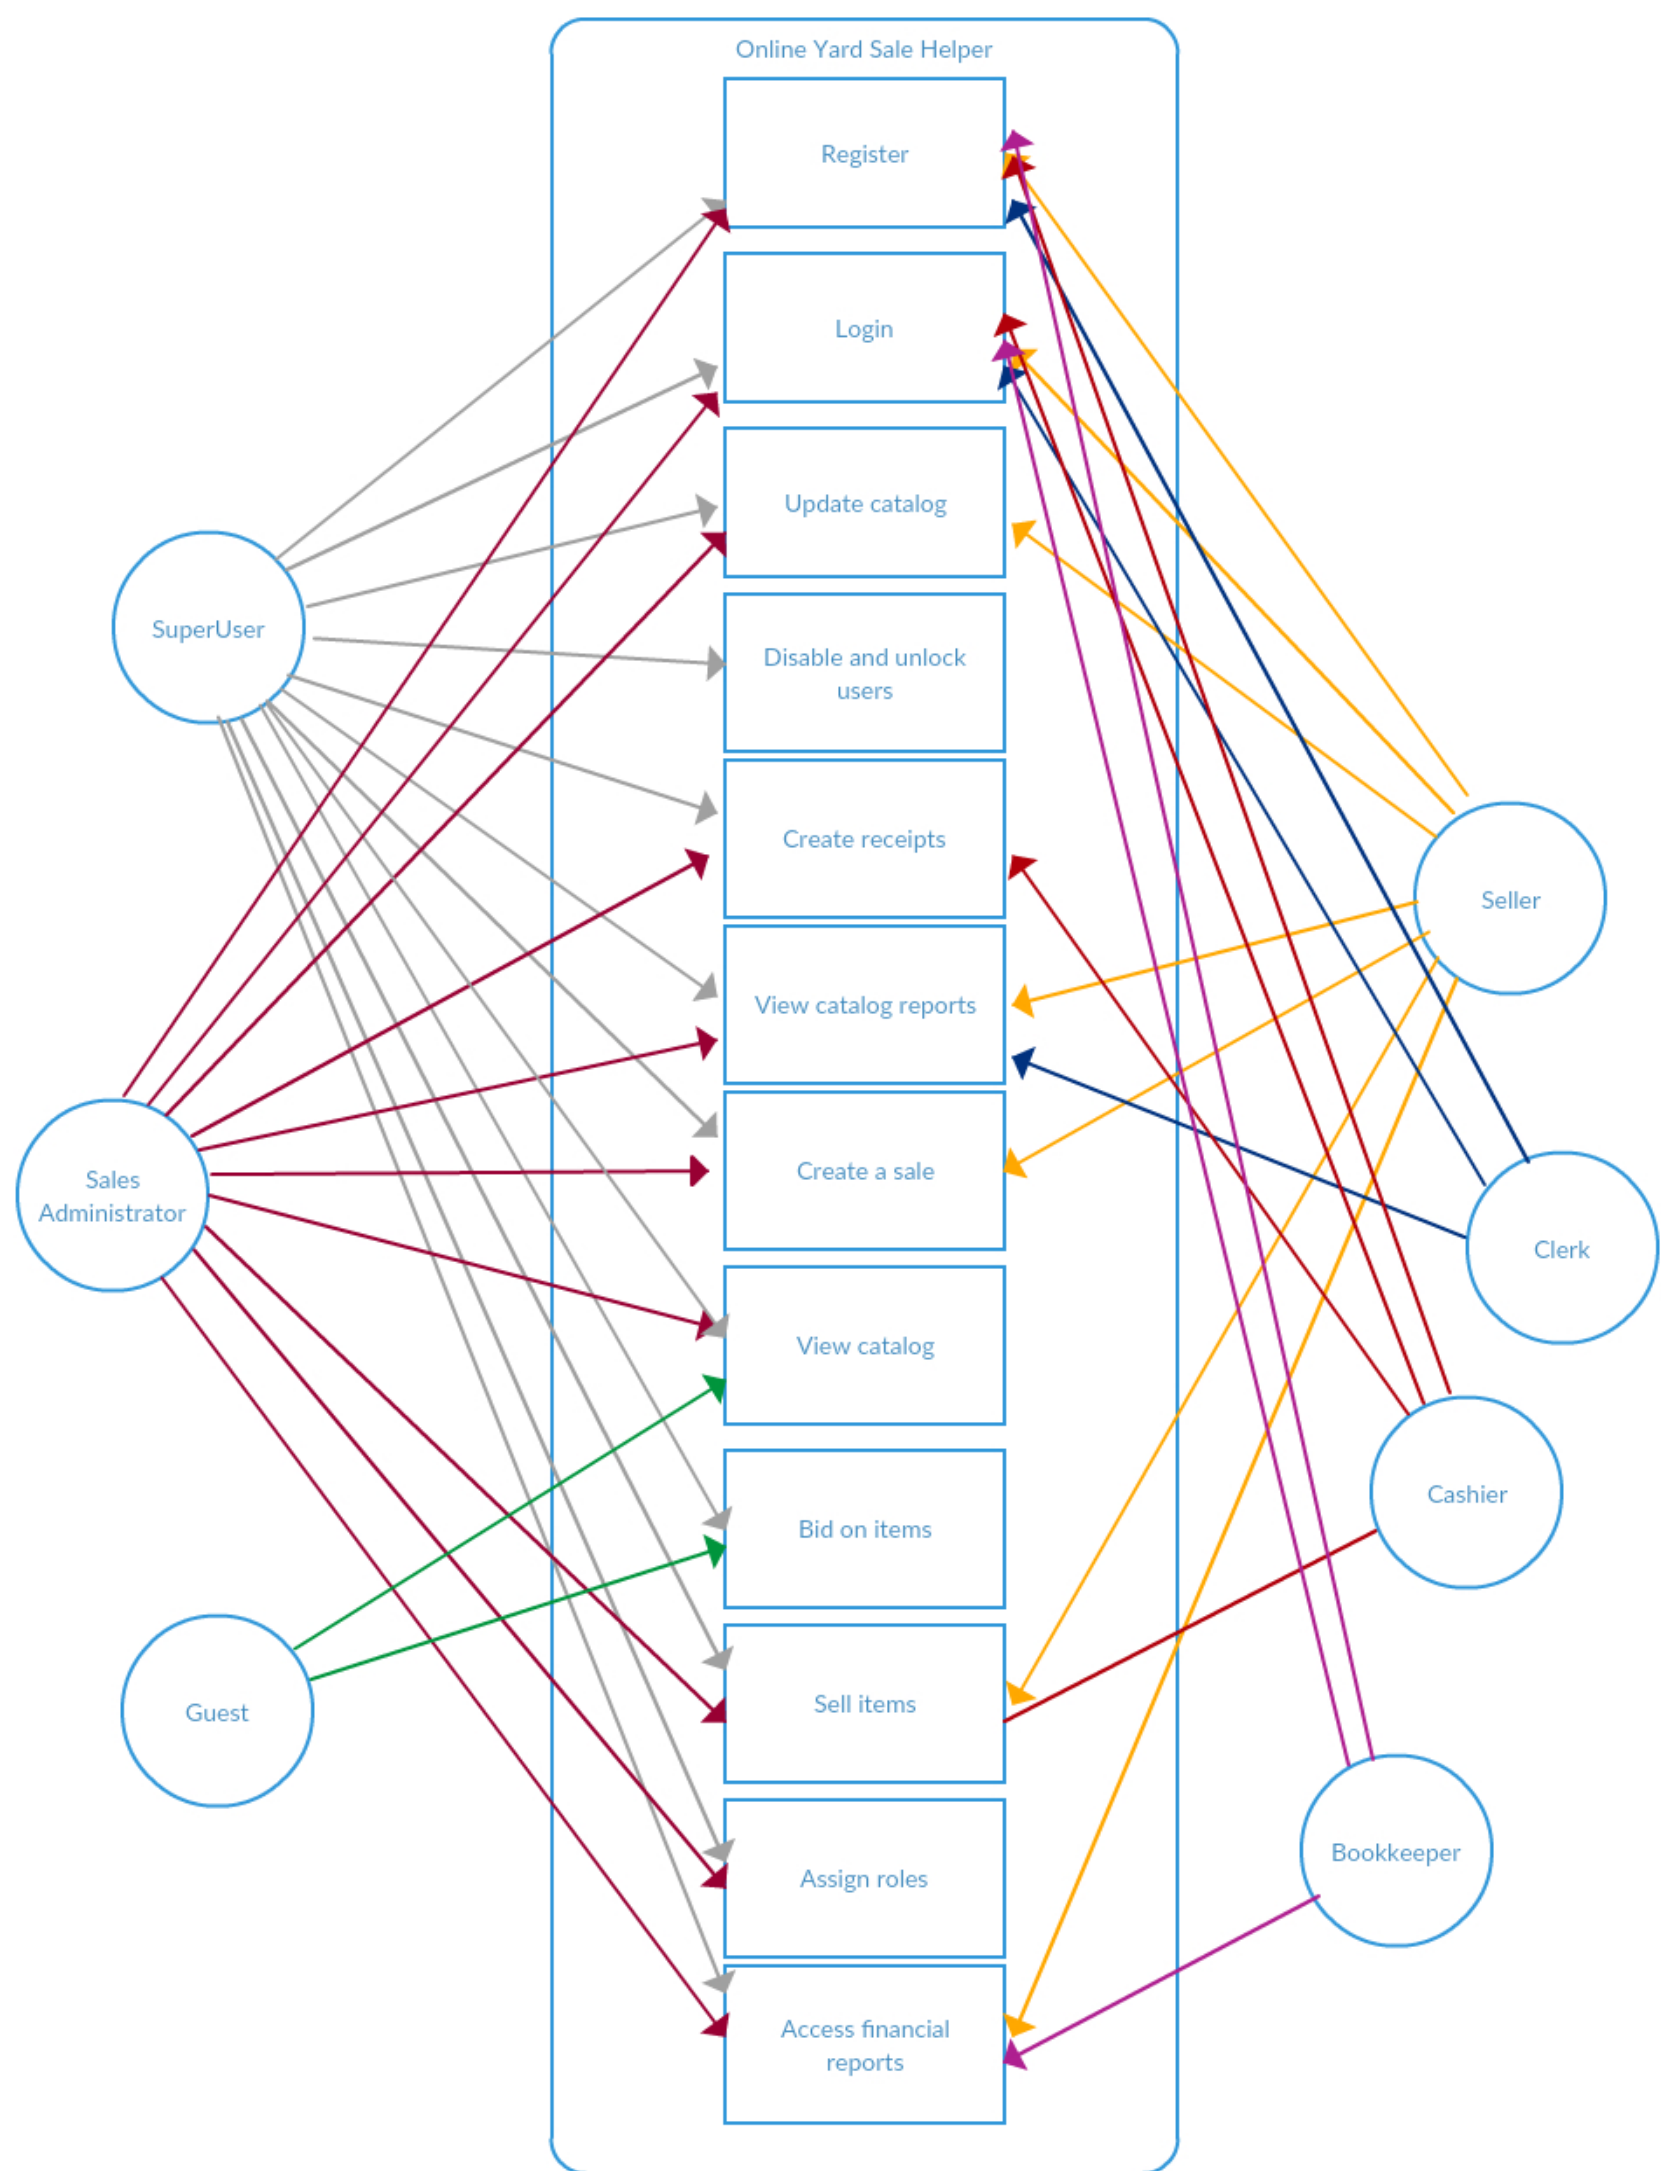 Online Yard Sale Helper
Register
Login
Update catalog
SuperUser
Disable and unlock
users
Create receipts
Seller
View catalog reports
Create a sale
Sales
Administrator
Clerk
View catalog
Cashier
Bid on items
Sell items
Guest
Bookkeeper
Assign roles
Access financial
reports